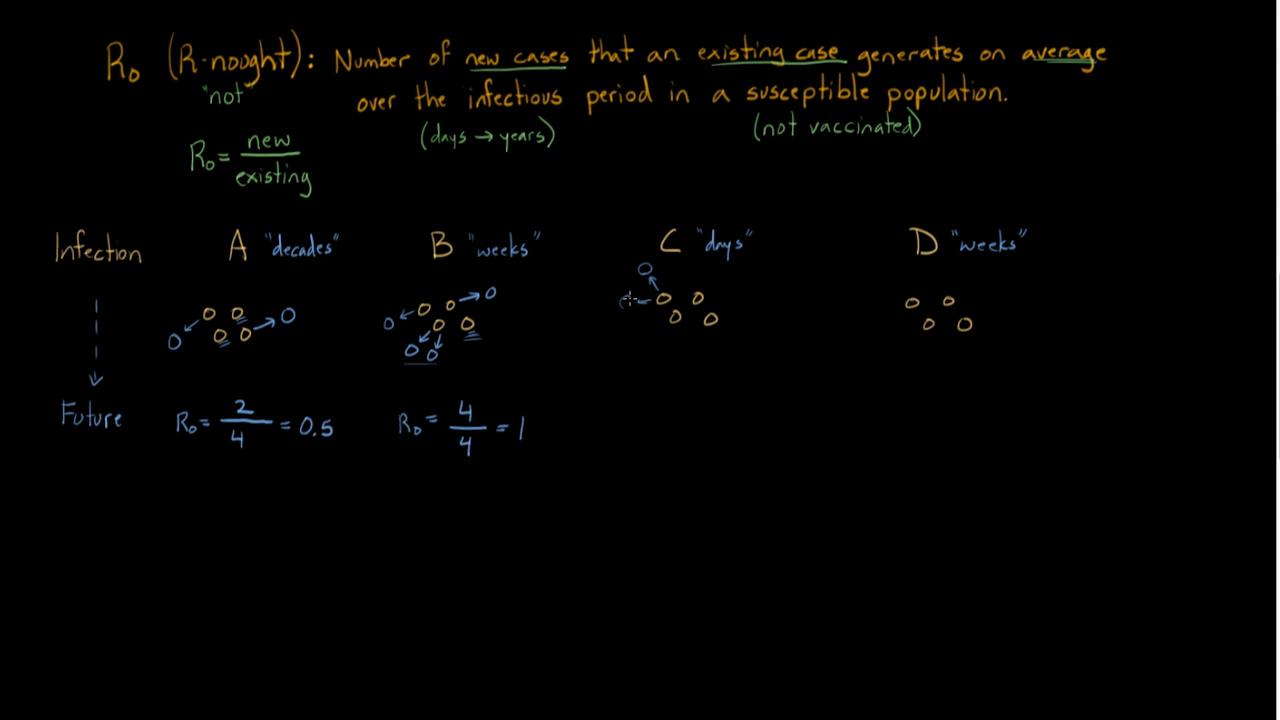 R₀ (R-nought): Number of new cases that an existing case generates on average
"not" over the infectious period in a susceptible population.
(days → years) (not vaccinated)
R₀ = new / existing
Infection A "decades" B "weeks" C "days" D "weeks"
Future R₀ = 2/4 = 0.5 R₀ = 4/4 = 1